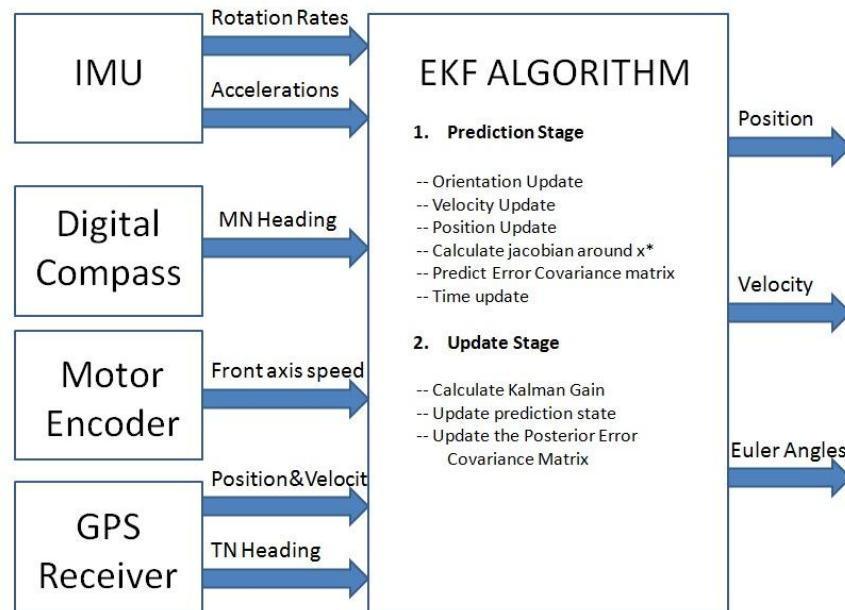 IMU
Rotation Rates
Accelerations
Digital
Compass
MN Heading
Motor
Encoder
Front axis speed
GPS
Receiver
Position&Velocit
TN Heading
EKF ALGORITHM
1. Prediction Stage
-- Orientation Update
-- Velocity Update
-- Position Update
-- Calculate jacobian around x*
-- Predict Error Covariance matrix
-- Time update
2. Update Stage
-- Calculate Kalman Gain
-- Update prediction state
-- Update the Posterior Error
Covariance Matrix
Position
Velocity
Euler Angles